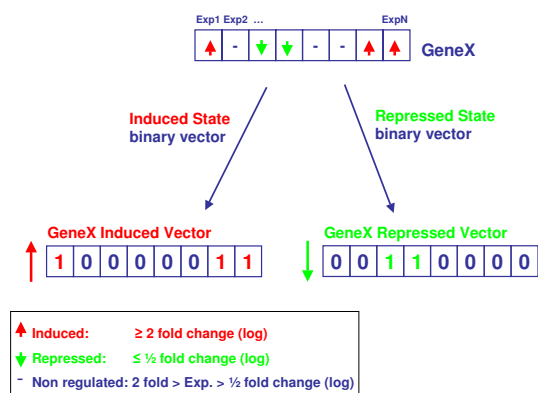 Exp1 Exp2 ... ExpN
- - - GeneX
Induced State
binary vector
Repressed State
binary vector
GeneX Induced Vector
1 0 0 0 0 0 1 1
GeneX Repressed Vector
0 0 1 1 0 0 0 0
Induced: ≥ 2 fold change (log)
Repressed: ≤ ½ fold change (log)
- Non regulated: 2 fold > Exp. > ½ fold change (log)